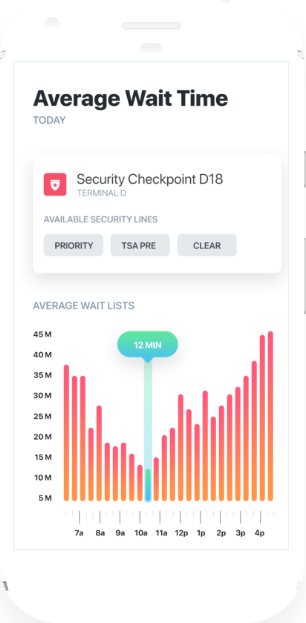 Average Wait Time
TODAY
Security Checkpoint D18
TERMINAL D
AVAILABLE SECURITY LINES
PRIORITY TSA PRE CLEAR
AVERAGE WAIT LISTS
45 M
12 MIN
40 M
35 M
30 M
25 M
20 M
15 M
10 M
5 M
7a 8a 9a 10a 11a 12p 1p 2p 3p 4p